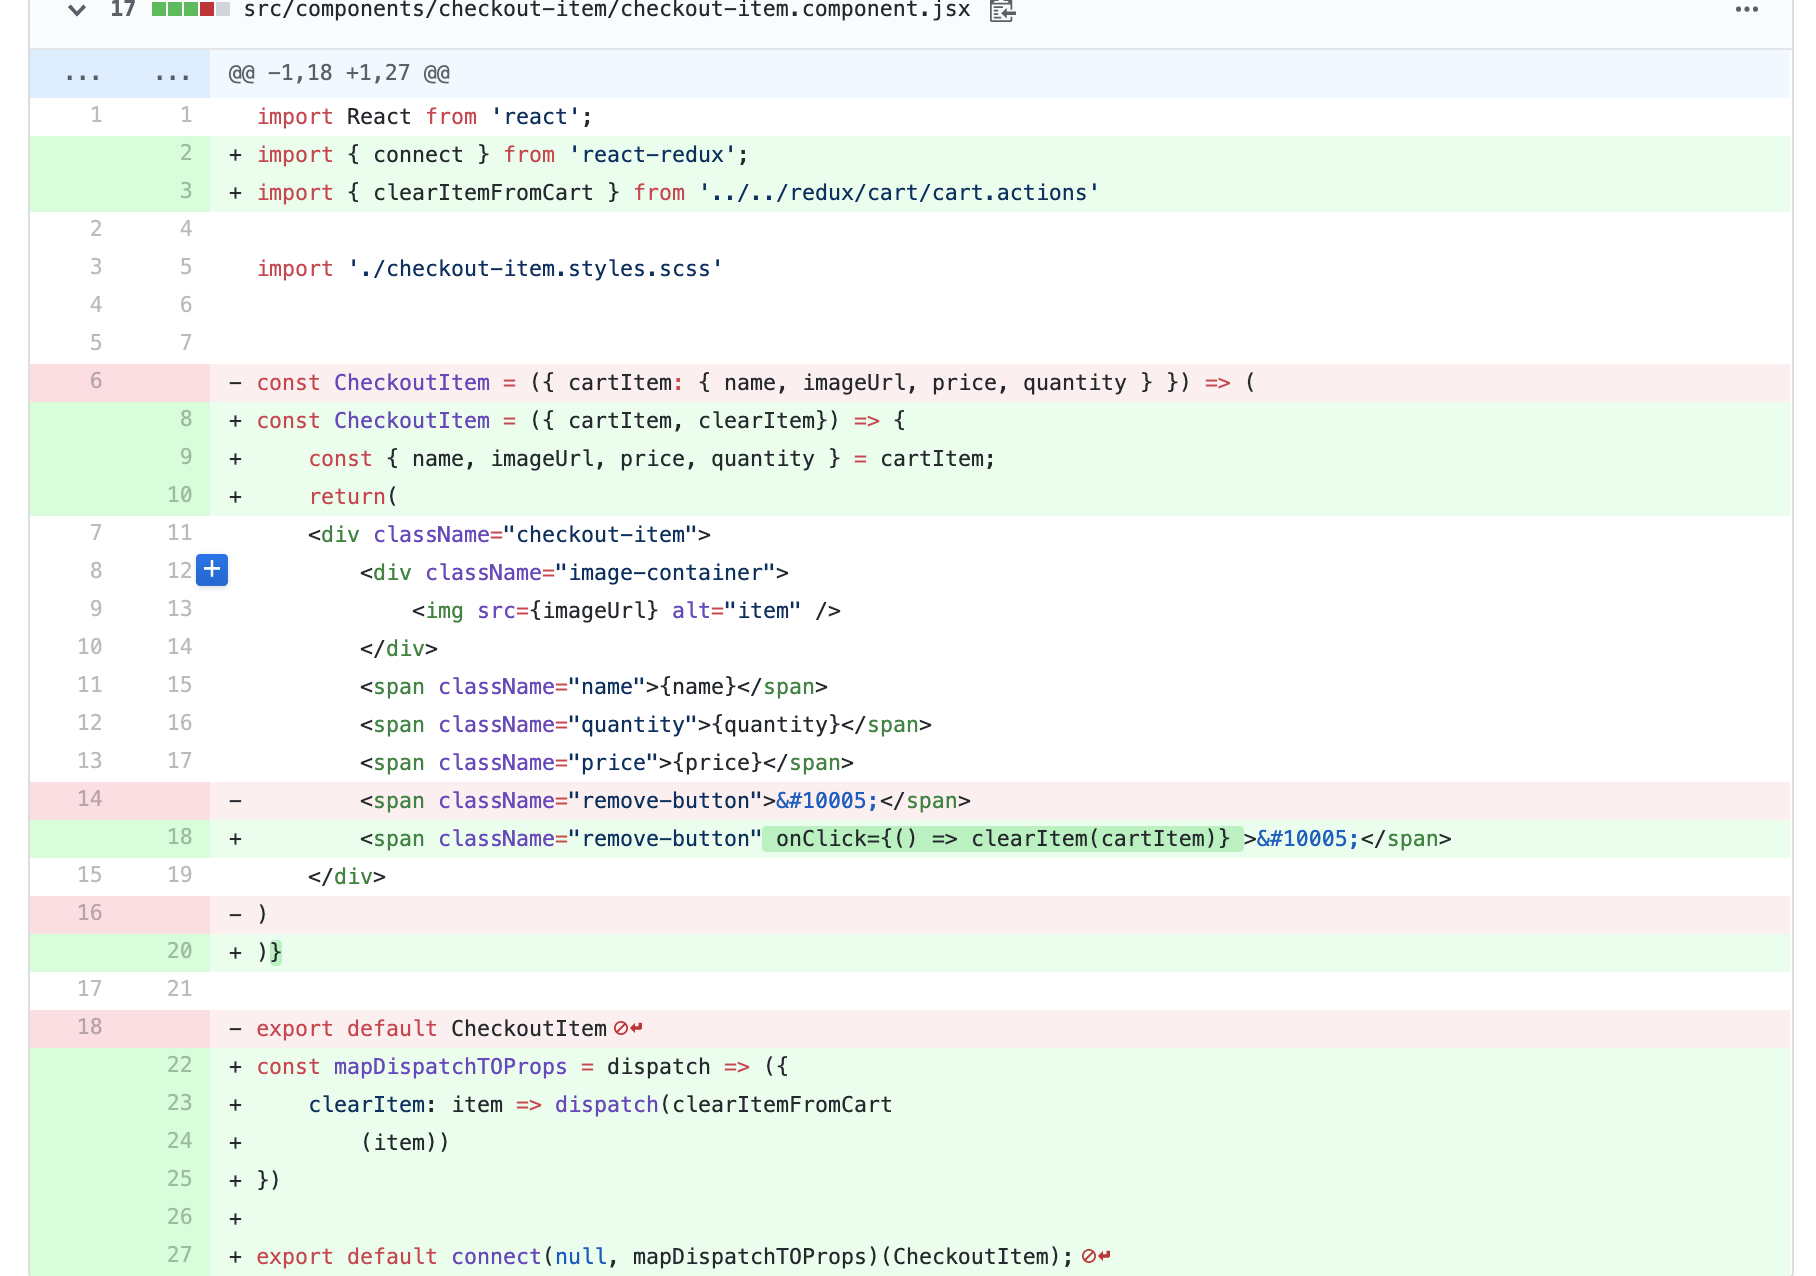 17 src/components/checkout-item/checkout-item.component.jsx ...
... ... @@ -1,18 +1,27 @@
1 1 import React from 'react';
2 + import { connect } from 'react-redux';
3 + import { clearItemFromCart } from '../../redux/cart/cart.actions'
2 4
3 5 import './checkout-item.styles.scss'
4 6
5 7
6 - const CheckoutItem = ({ cartItem: { name, imageUrl, price, quantity } }) => (
8 + const CheckoutItem = ({ cartItem, clearItem}) => {
9 + const { name, imageUrl, price, quantity } = cartItem;
10 + return(
7 11 <div className="checkout-item">
8 12 + <div className="image-container">
9 13 <img src={imageUrl} alt="item" />
10 14 </div>
11 15 <span className="name">{name}</span>
12 16 <span className="quantity">{quantity}</span>
13 17 <span className="price">{price}</span>
14 - <span className="remove-button">&#10005;</span>
18 + <span className="remove-button" onClick={() => clearItem(cartItem)} >&#10005;</span>
15 19 </div>
16 - )
20 + )}
17 21
18 - export default CheckoutItem
22 + const mapDispatchTOProps = dispatch => ({
23 + clearItem: item => dispatch(clearItemFromCart
24 + (item))
25 + })
26 +
27 + export default connect(null, mapDispatchTOProps)(CheckoutItem);